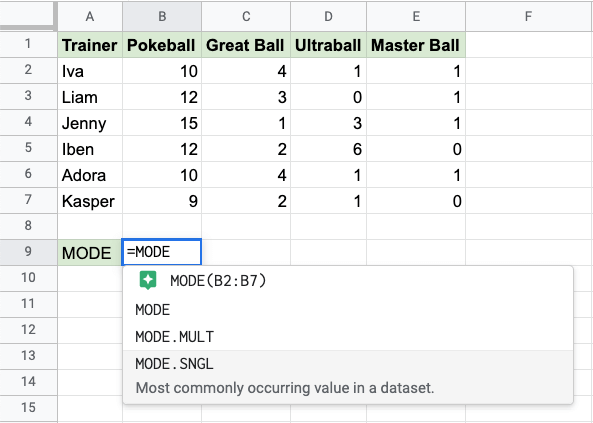 A B C D E F
1 Trainer Pokeball Great Ball Ultraball Master Ball
2 Iva 10 4 1 1
3 Liam 12 3 0 1
4 Jenny 15 1 3 1
5 Iben 12 2 6 0
6 Adora 10 4 1 1
7 Kasper 9 2 1 0
8
9 MODE =MODE
10 MODE(B2:B7)
11 MODE
12 MODE.MULT
13 MODE.SNGL
14 Most commonly occurring value in a dataset.
15